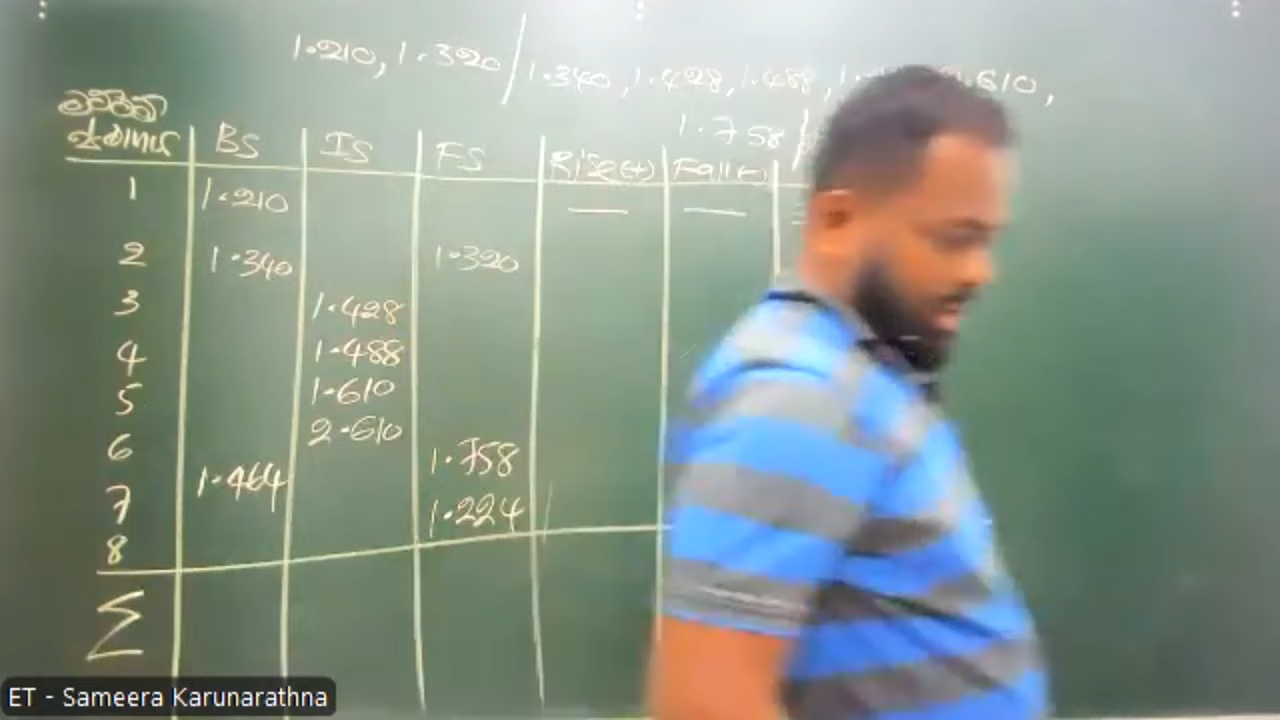 1.210, 1.320 / 1.340, 1.428, 1.488, 1. .610,
1.758
BS IS FS Rise(+) Fall(-)
1 1.210 — —
2 1.340 1.320
3 1.428
4 1.488
5 1.610
6 2.610
7 1.464 1.758
8 1.224
Σ
ET - Sameera Karunarathna